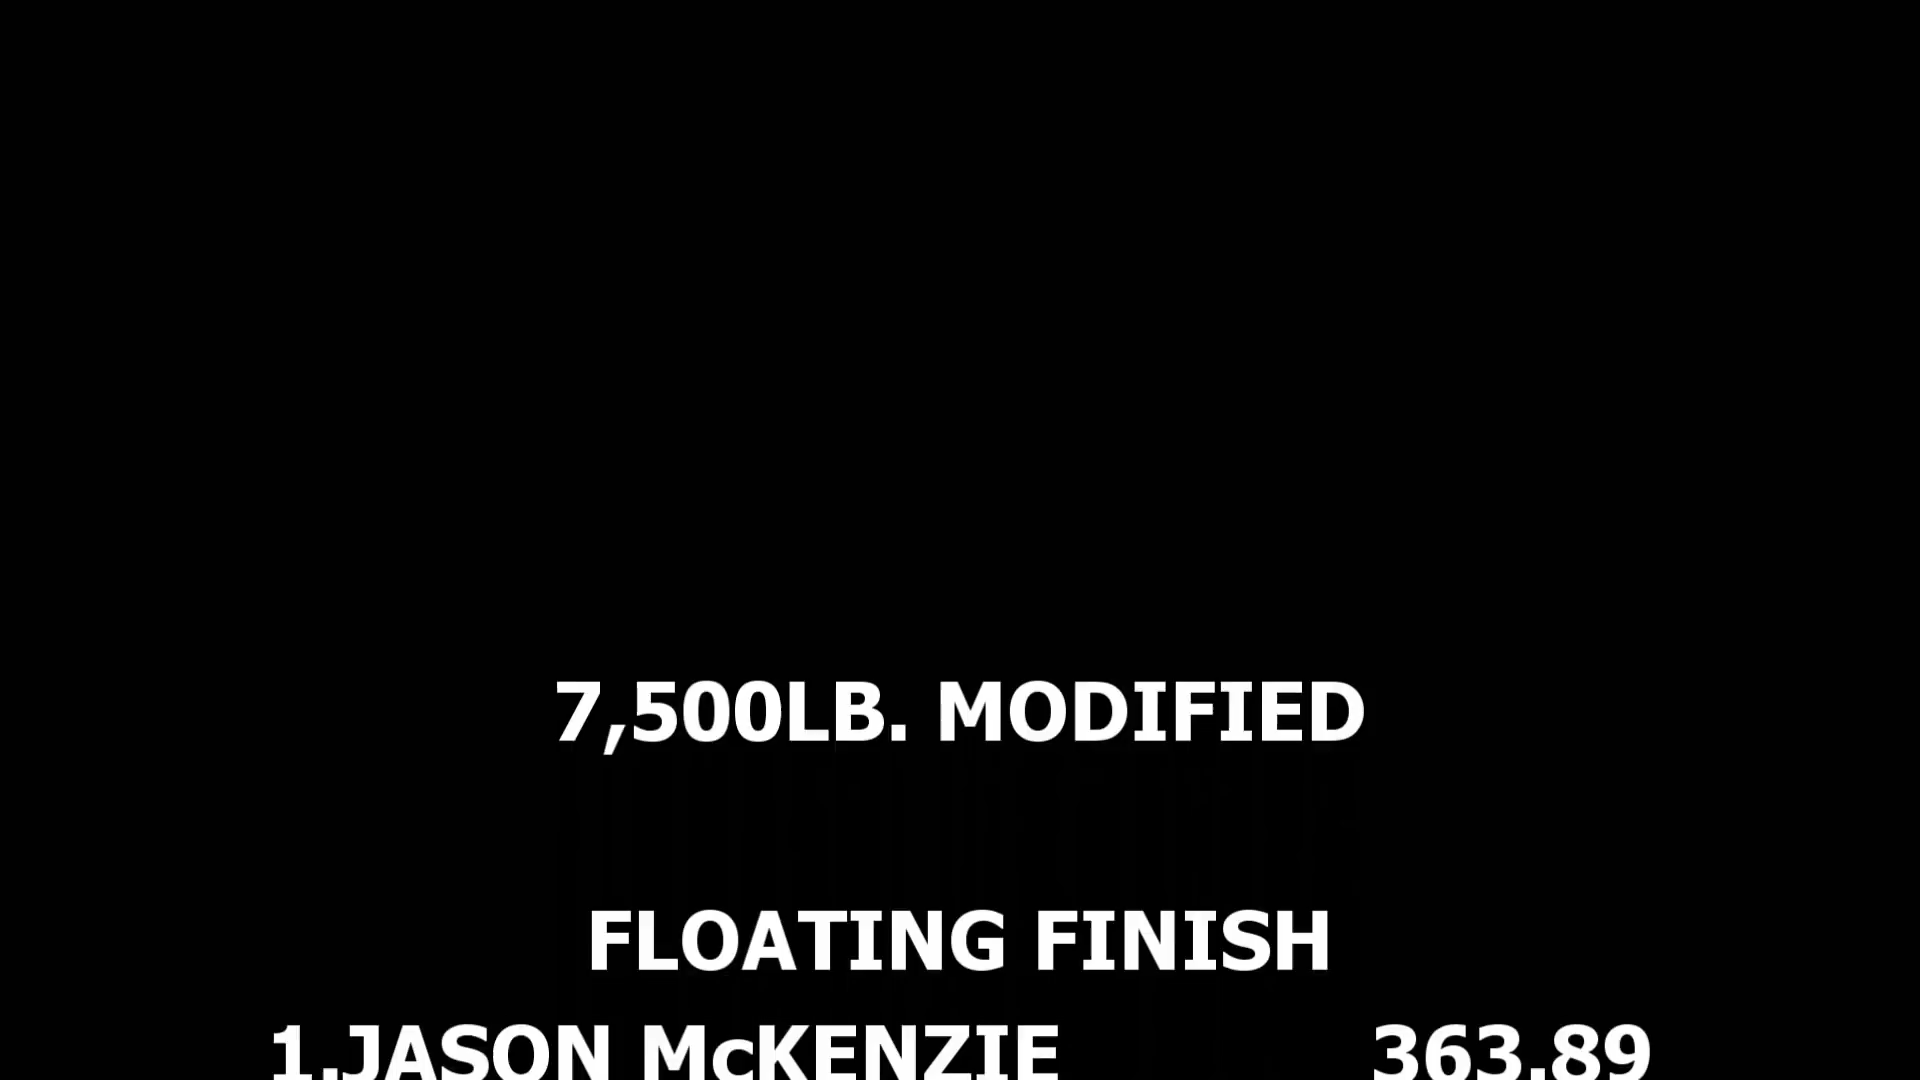 7,500LB. MODIFIED
FLOATING FINISH
1.JASON McKENZIE 363.89